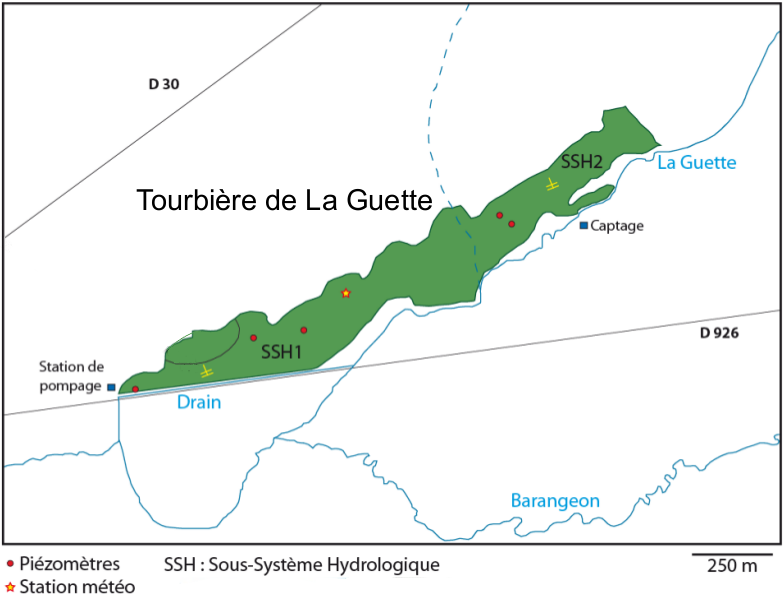 D 30
SSH2
La Guette
Tourbière de La Guette
Captage
D 926
SSH1
Station de
pompage
Drain
Barangeon
Piézomètres
SSH : Sous-Système Hydrologique
250 m
Station météo